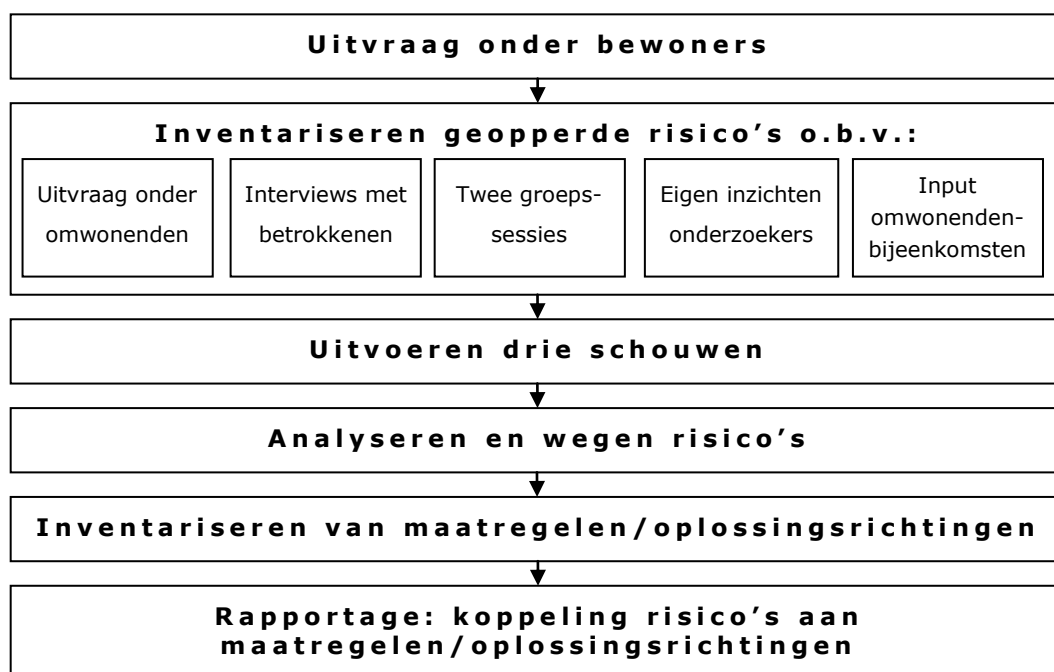 Uitvraag onder bewoners
Inventariseren geopperde risico's o.b.v.:
Uitvraag onder
omwonenden
Interviews met
betrokkenen
Twee groeps-
sessies
Eigen inzichten
onderzoekers
Input
omwonenden-
bijeenkomsten
Uitvoeren drie schouwen
Analyseren en wegen risico's
Inventariseren van maatregelen/oplossingsrichtingen
Rapportage: koppeling risico's aan
maatregelen/oplossingsrichtingen